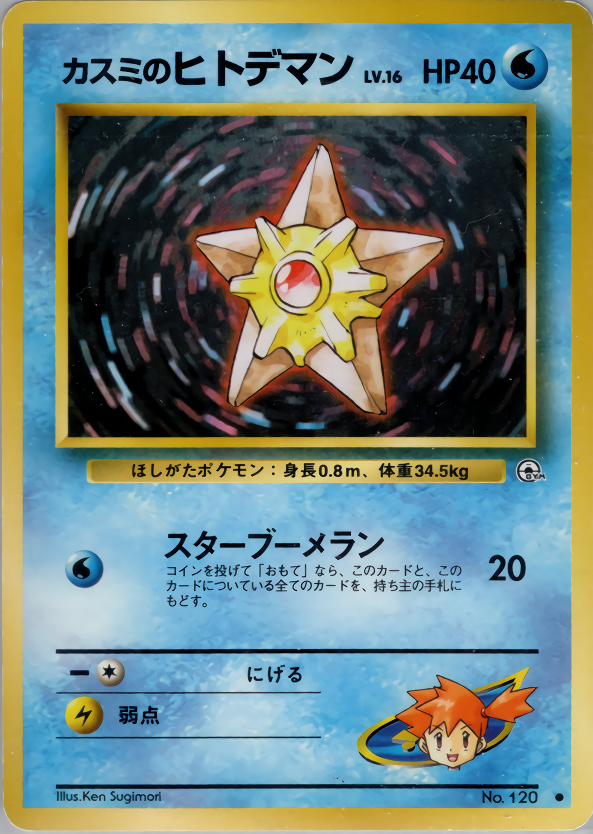 カスミのヒトデマン LV.16 HP40
ほしがたポケモン：身長0.8m、体重34.5kg
GYM
スターブーメラン 20
コインを投げて「おもて」なら、このカードと、この
カードについている全てのカードを、持ち主の手札に
もどす。
にげる
弱点
Illus.Ken Sugimori No. 120